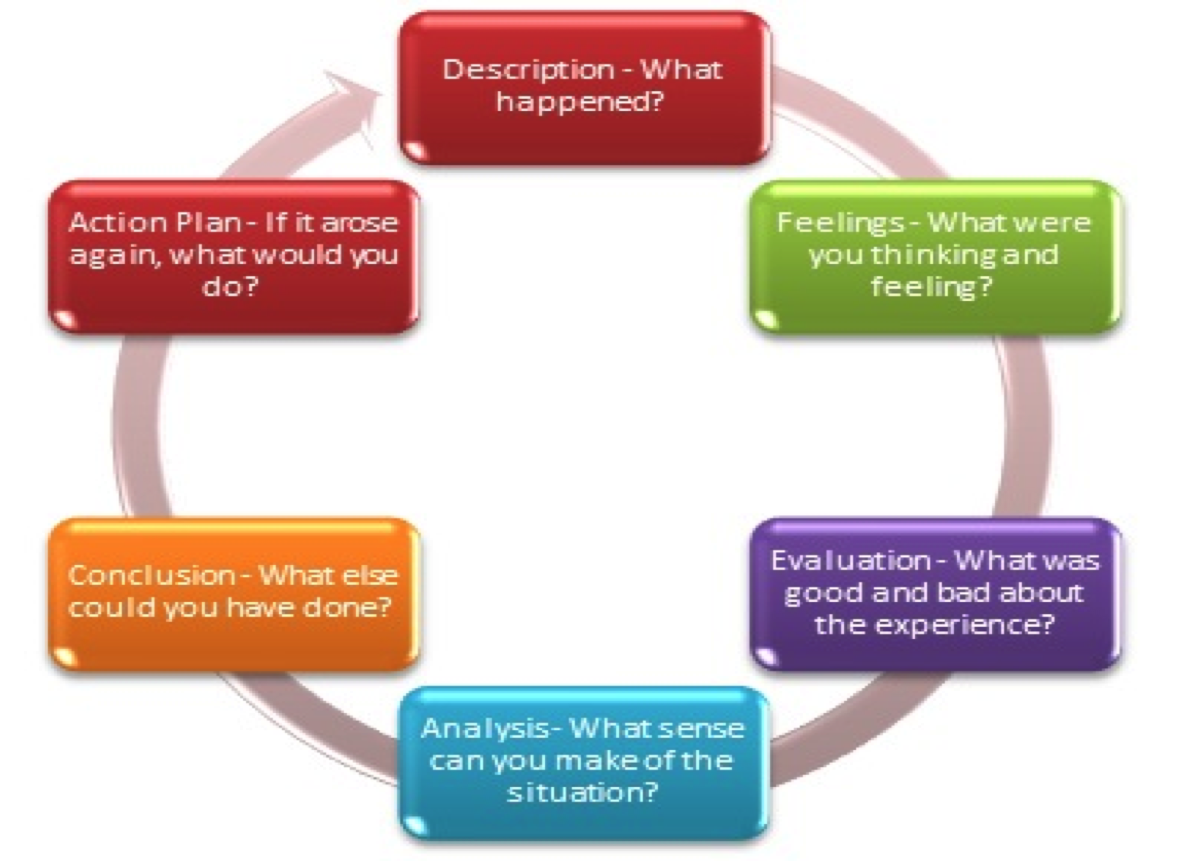 Description - What
happened?
Feelings - What were
you thinking and
feeling?
Evaluation - What was
good and bad about
the experience?
Analysis- What sense
can you make of the
situation?
Conclusion - What else
could you have done?
Action Plan - If it arose
again, what would you
do?